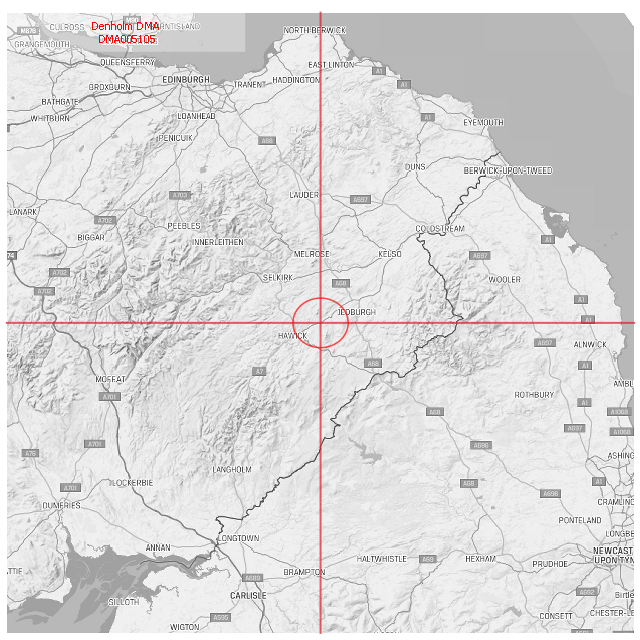 CULROSS
A90
BURNTISLAND
Denholm DMA
M876
DMA05105
GRANGEMOUTH
NORTH BERWICK
QUEENSFERRY
EAST LINTON
A1
EDINBURGH
HADDINGTON
TRANENT
A1
BROXBURN
BATHGATE
WHITBURN
LOANHEAD
A1
EYEMOUTH
PENICUIK
A68
DUNS
BERWICK-UPON-TWEED
A703
LAUDER
A697
LANARK
A702
PEEBLES
COLDSTREAM
BIGGAR
INNERLEITHEN
A1
MELROSE
KELSO
A697
74
A702
SELKIRK
WOOLER
A68
A702
A1
JEDBURGH
A1
HAWICK
A697
ALNWICK
A68
A1
A7
MOFFAT
AMBL
A701
ROTHBURY
A1
A68
A1068
A697
A1068
A701
A696
A76
ASHING
LANGHOLM
LOCKERBIE
A68
A1
A701
A696
CRAMLING
DUMFRIES
PONTELAND
LONGBE
LONGTOWN
ANNAN
NEWCAST
HALTWHISTLE
A69
HEXHAM
UPON TYN
PRUDHOE
TTIE
BRAMPTON
A689
A692
SILLOTH
CARLISLE
Birtle
CHESTER-LE
A595
CONSETT
WIGTON